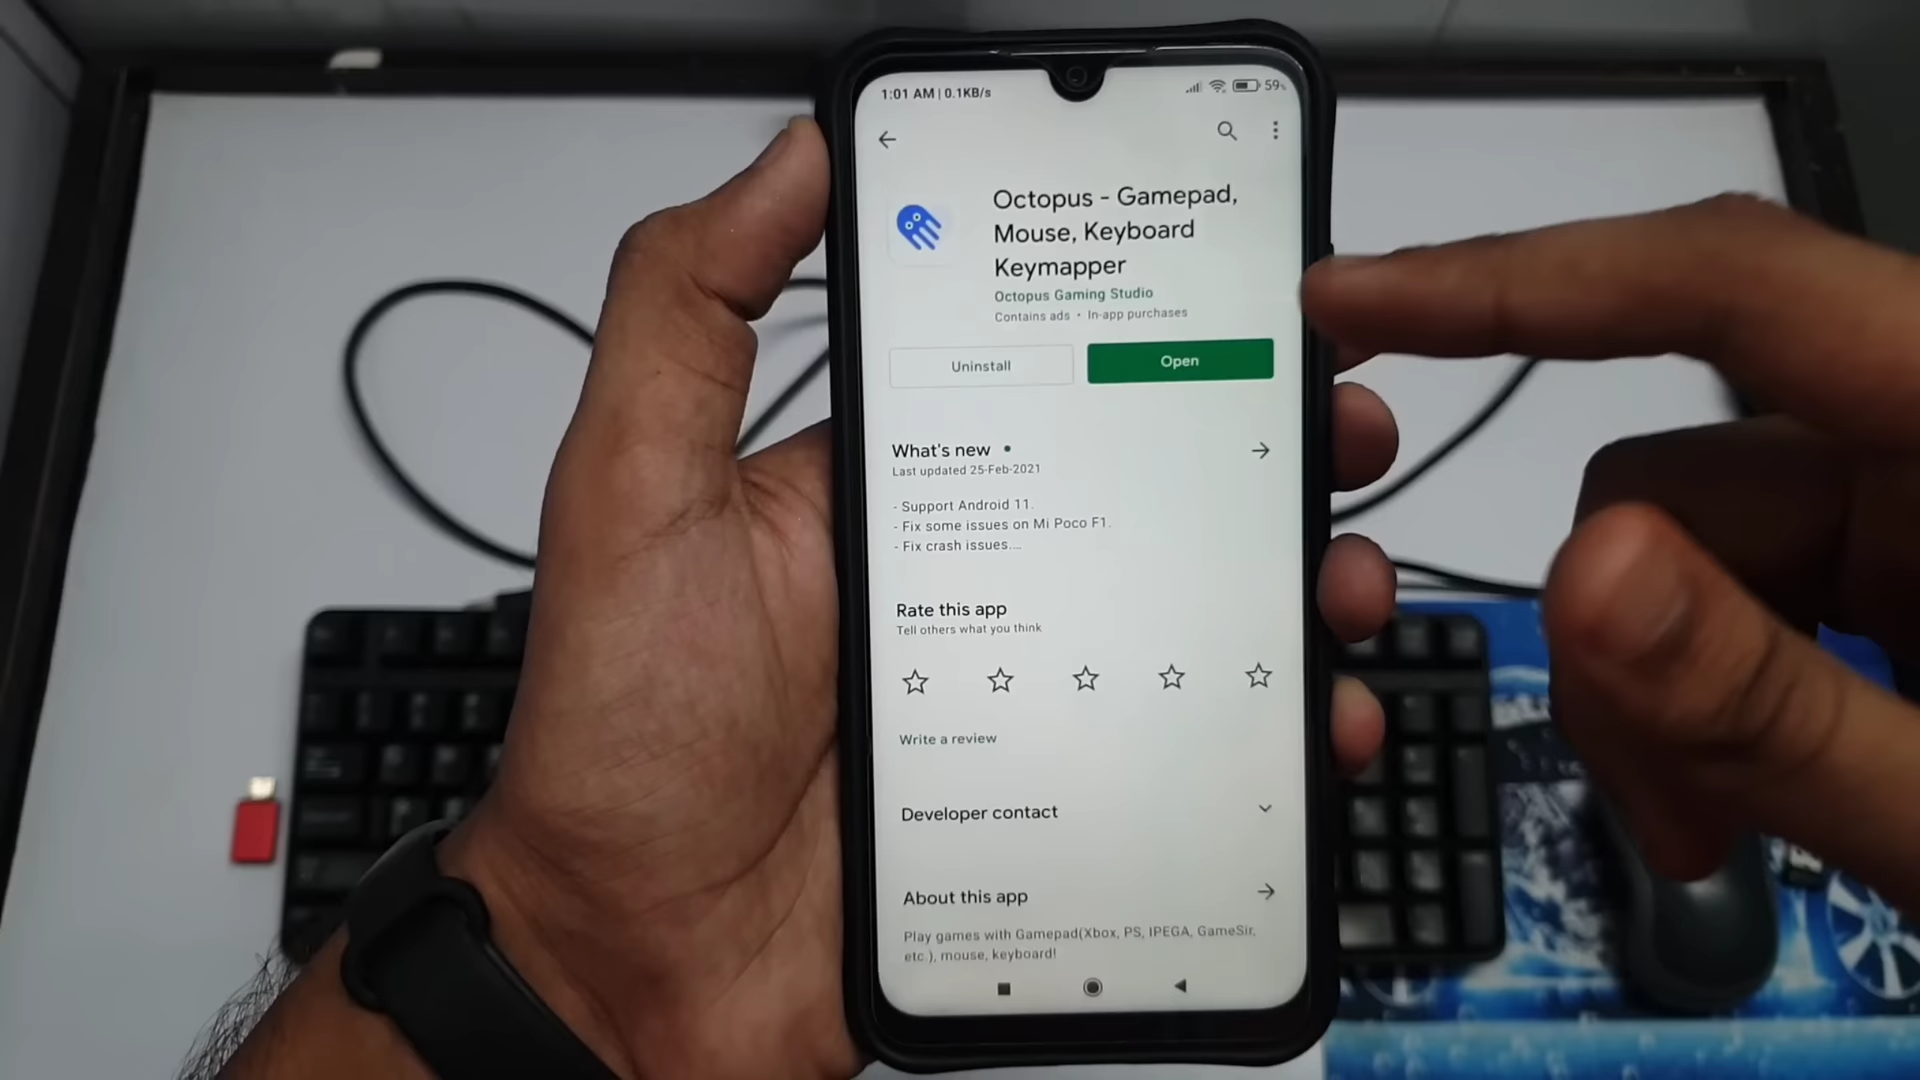 1:01 AM | 0.1KB/s
59%
Octopus - Gamepad,
Mouse, Keyboard
Keymapper
Octopus Gaming Studio
Contains ads • In-app purchases
Uninstall
Open
What's new •
Last updated 25-Feb-2021
- Support Android 11.
- Fix some issues on Mi Poco F1.
- Fix crash issues....
Rate this app
Tell others what you think
Write a review
Developer contact
About this app
Play games with Gamepad(Xbox, PS, IPEGA, GameSir,
etc.), mouse, keyboard!